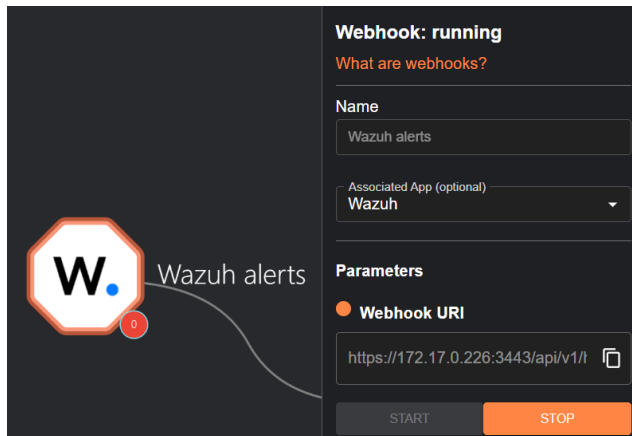 W.
Wazuh alerts
0
Webhook: running
What are webhooks?
Name
Wazuh alerts
Associated App (optional)
Wazuh
Parameters
Webhook URI
https://172.17.0.226:3443/api/v1/
START
STOP